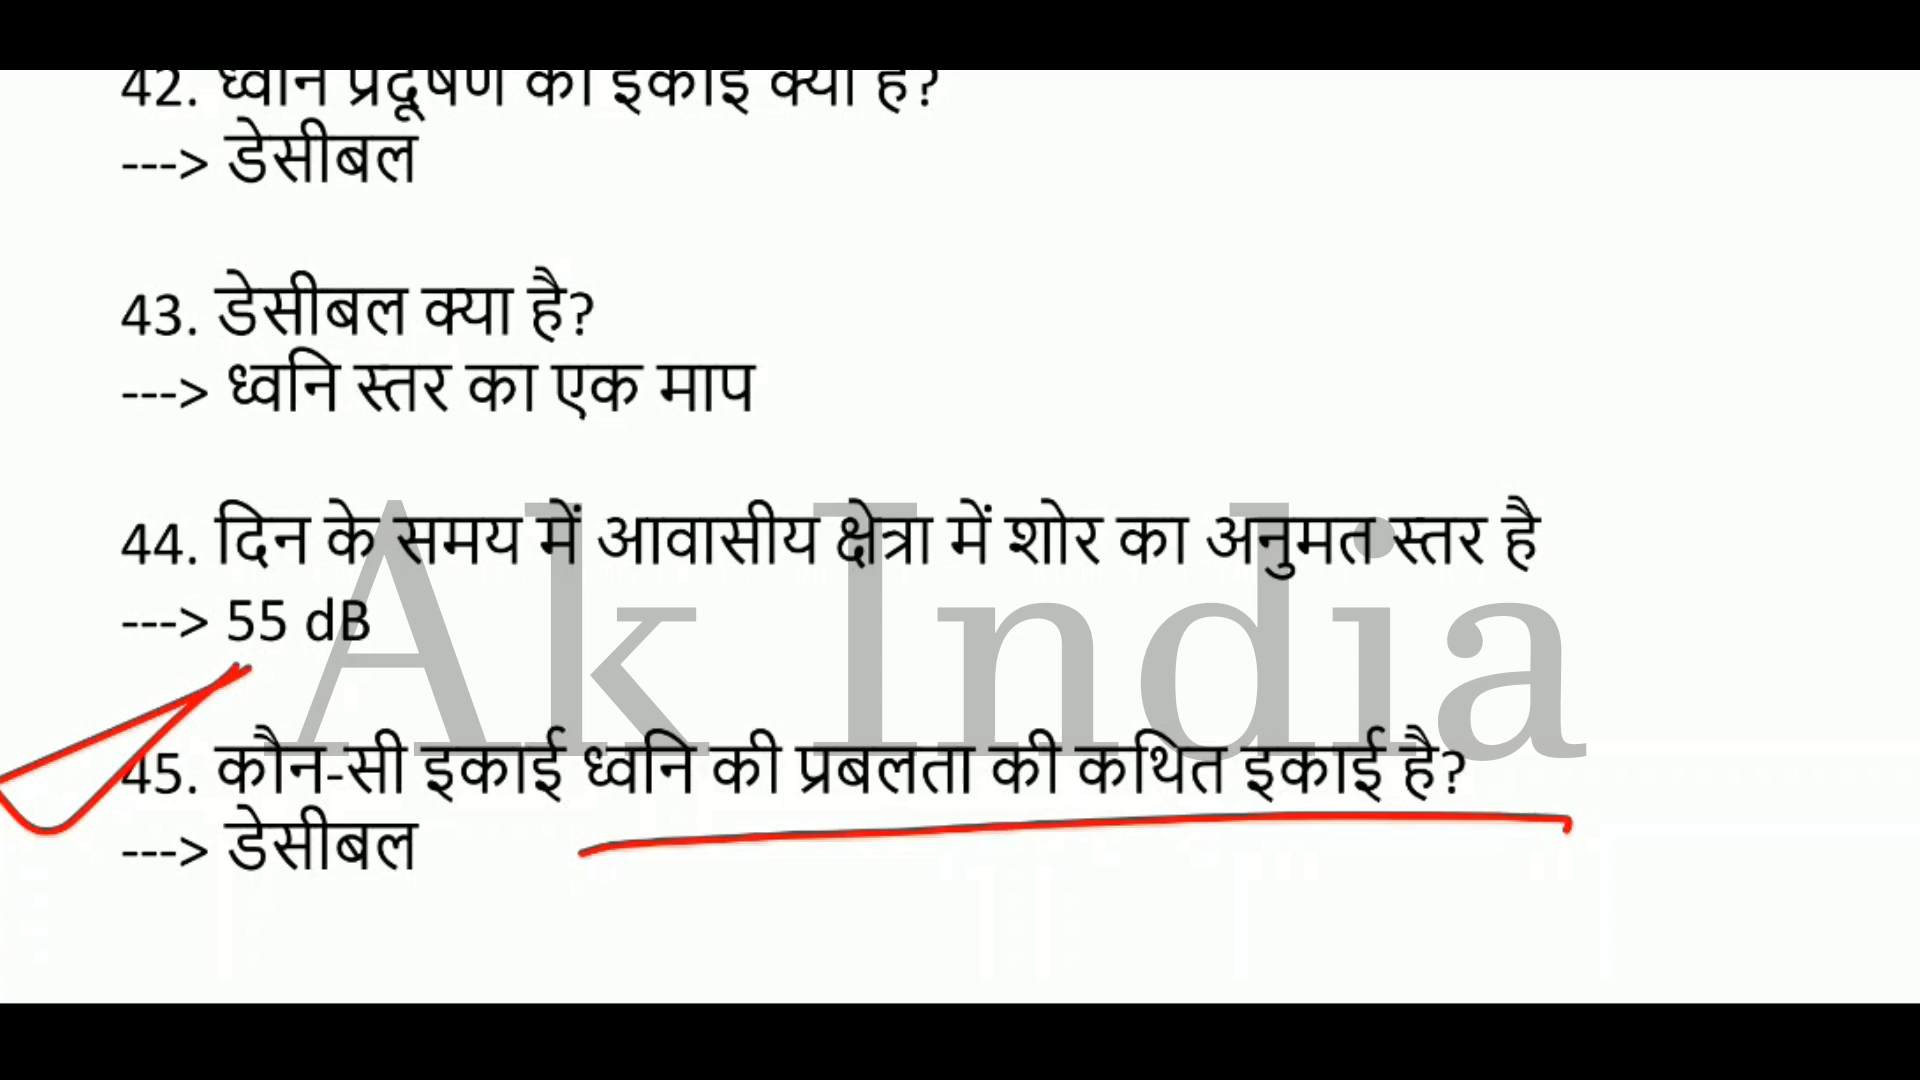 42. ध्वनि प्रदूषण की इकाई क्या है?
---> डेसीबल
43. डेसीबल क्या है?
---> ध्वनि स्तर का एक माप
44. दिन के समय में आवासीय क्षेत्रा में शोर का अनुमत स्तर है
---> 55 dB
Ak India
45. कौन-सी इकाई ध्वनि की प्रबलता की कथित इकाई है?
---> डेसीबल